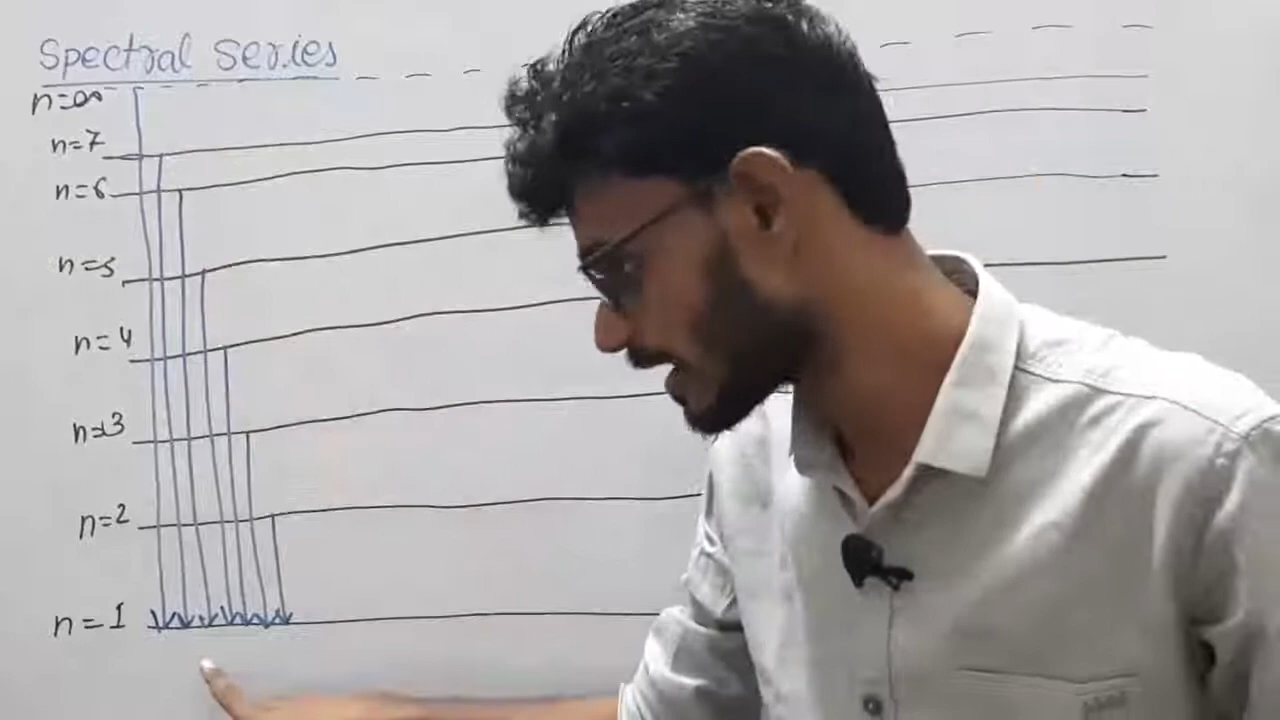 Spectral series
n=∞
n=7
n=6
n=5
n=4
n=3
n=2
n=1